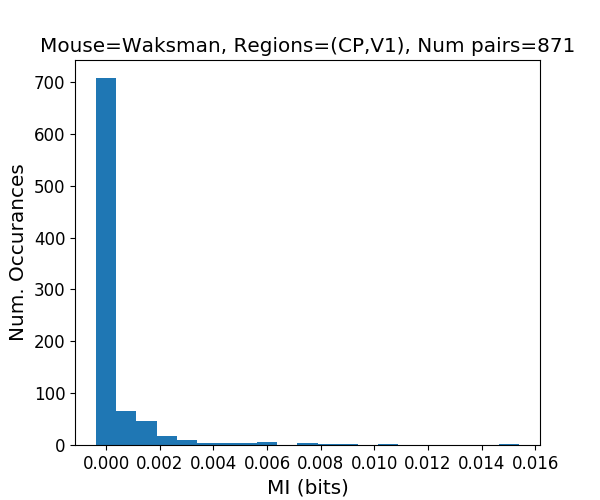 Mouse=Waksman, Regions=(CP,V1), Num pairs=871
Num. Occurances
700
600
500
400
300
200
100
0
0.000 0.002 0.004 0.006 0.008 0.010 0.012 0.014 0.016
MI (bits)